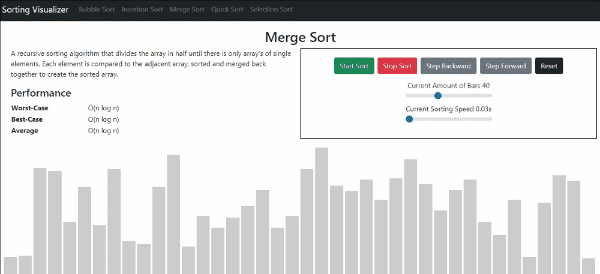 Sorting Visualizer Bubble Sort Insertion Sort Merge Sort Quick Sort Selection Sort
Merge Sort
A recursive sorting algorithm that divides the array in half until there is only array's of single
elements. Each element is compared to the adjacent array, sorted and merged back
together to create the sorted array.
Performance
Worst-Case O(n log n)
Best-Case O(n log n)
Average O(n log n)
Start Sort Stop Sort Step Backward Step Forward Reset
Current Amount of Bars 40
Current Sorting Speed 0.03s